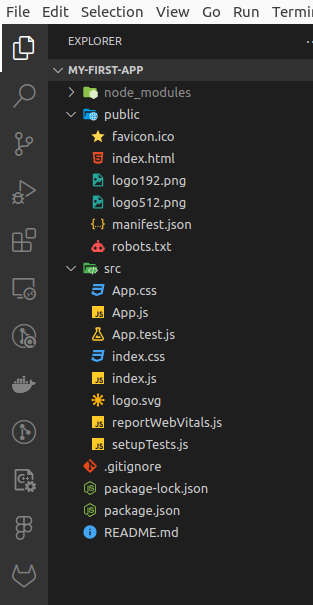 File Edit Selection View Go Run Termin
EXPLORER
MY-FIRST-APP
node_modules
public
favicon.ico
index.html
logo192.png
logo512.png
manifest.json
robots.txt
src
App.css
App.js
App.test.js
index.css
index.js
logo.svg
reportWebVitals.js
setupTests.js
.gitignore
package-lock.json
package.json
README.md